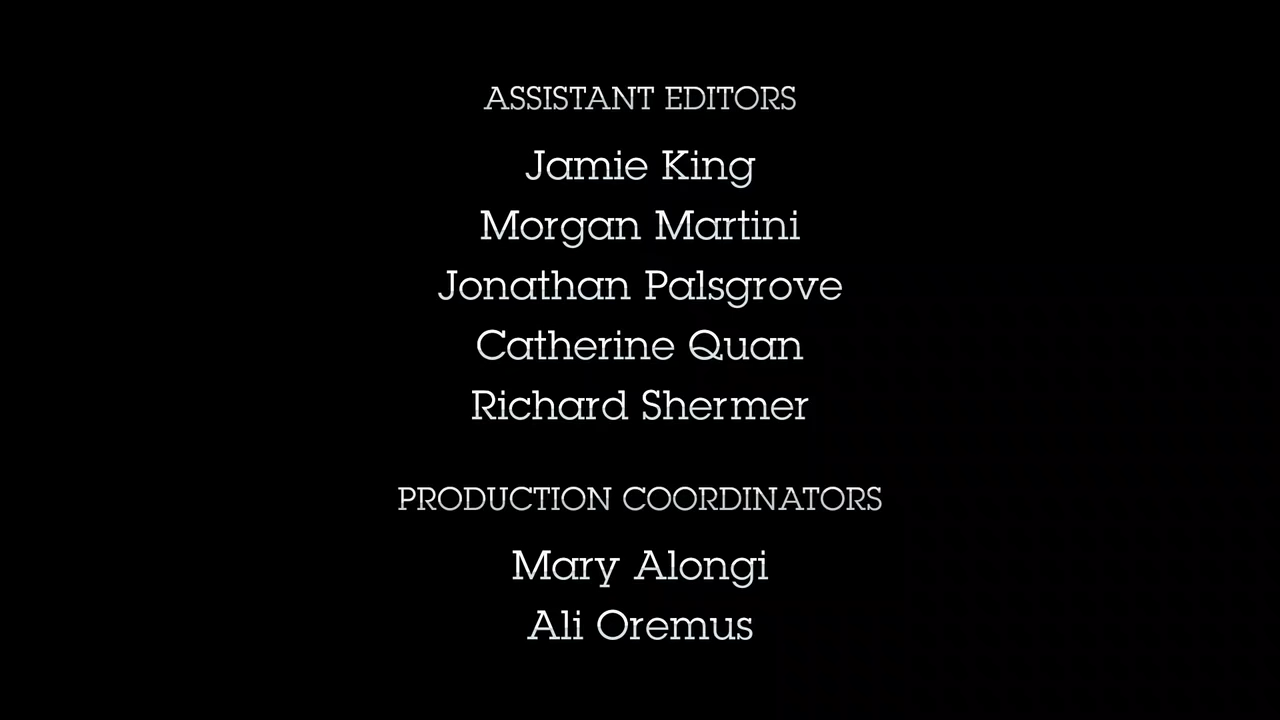 ASSISTANT EDITORS
Jamie King
Morgan Martini
Jonathan Palsgrove
Catherine Quan
Richard Shermer
PRODUCTION COORDINATORS
Mary Alongi
Ali Oremus